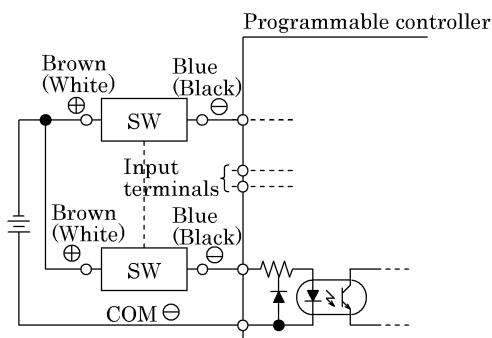 Programmable controller
Brown
(White)
⊕
SW
Blue
(Black)
⊖
Input
terminals
Brown
(White)
⊕
SW
Blue
(Black)
⊖
COM ⊖